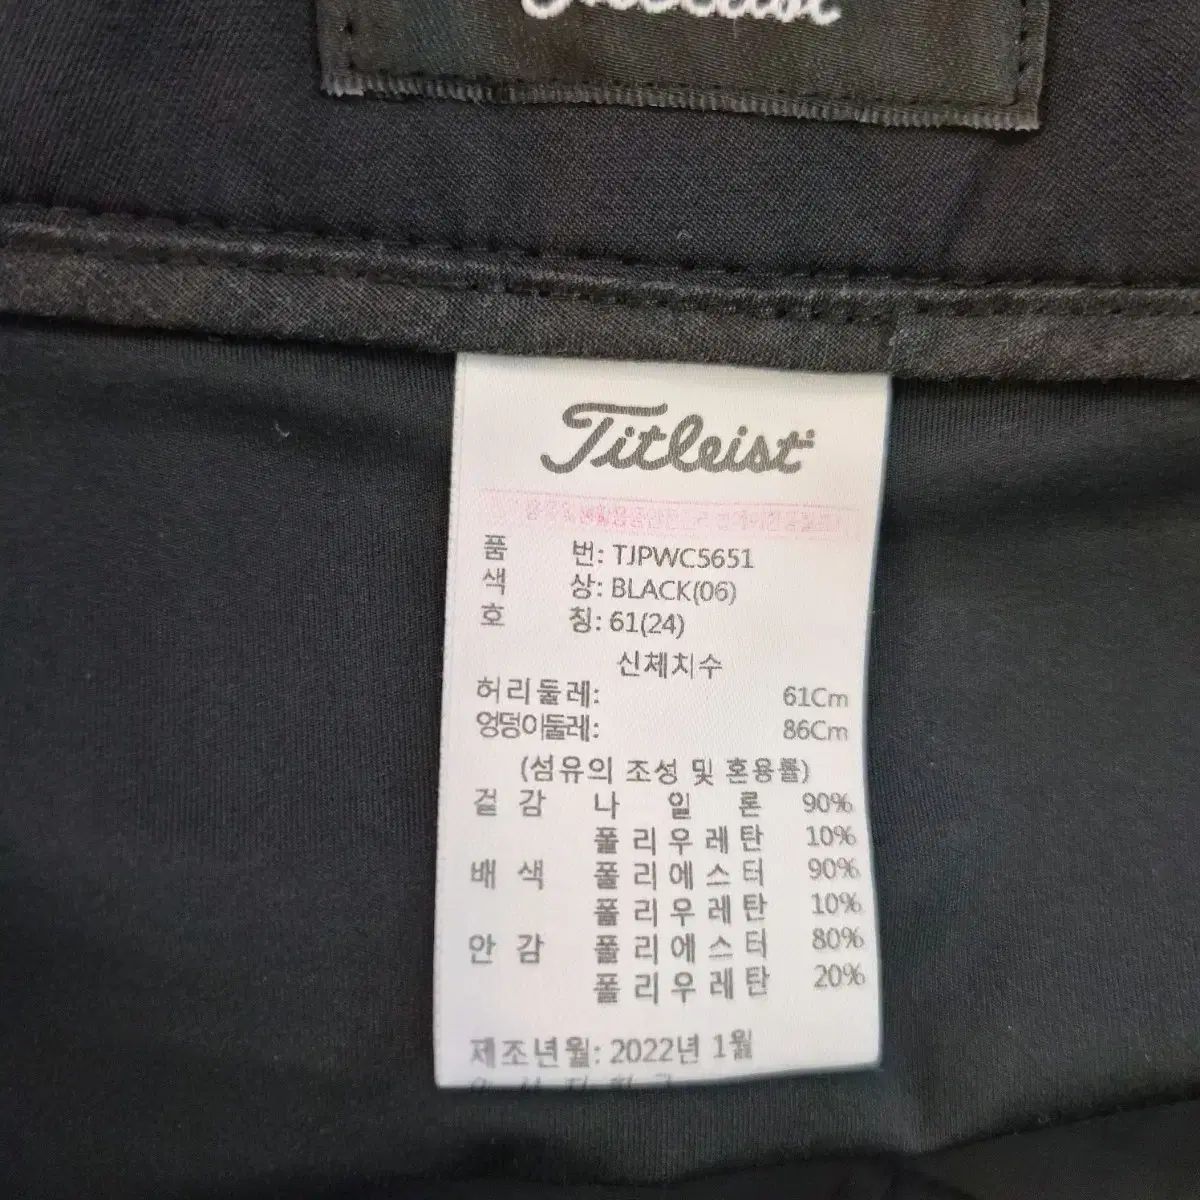 Titleist
Titleist
품 번: TJPWC5651
색 상: BLACK(06)
호 칭: 61(24)
신체치수
허리둘레: 61Cm
엉덩이둘레: 86Cm
(섬유의 조성 및 혼용률)
겉 감 나 일 론 90%
폴 리 우 레 탄 10%
배 색 폴 리 에 스 터 90%
폴 리 우 레 탄 10%
안 감 폴 리 에 스 터 80%
폴 리 우 레 탄 20%
제조년월: 2022년 1월